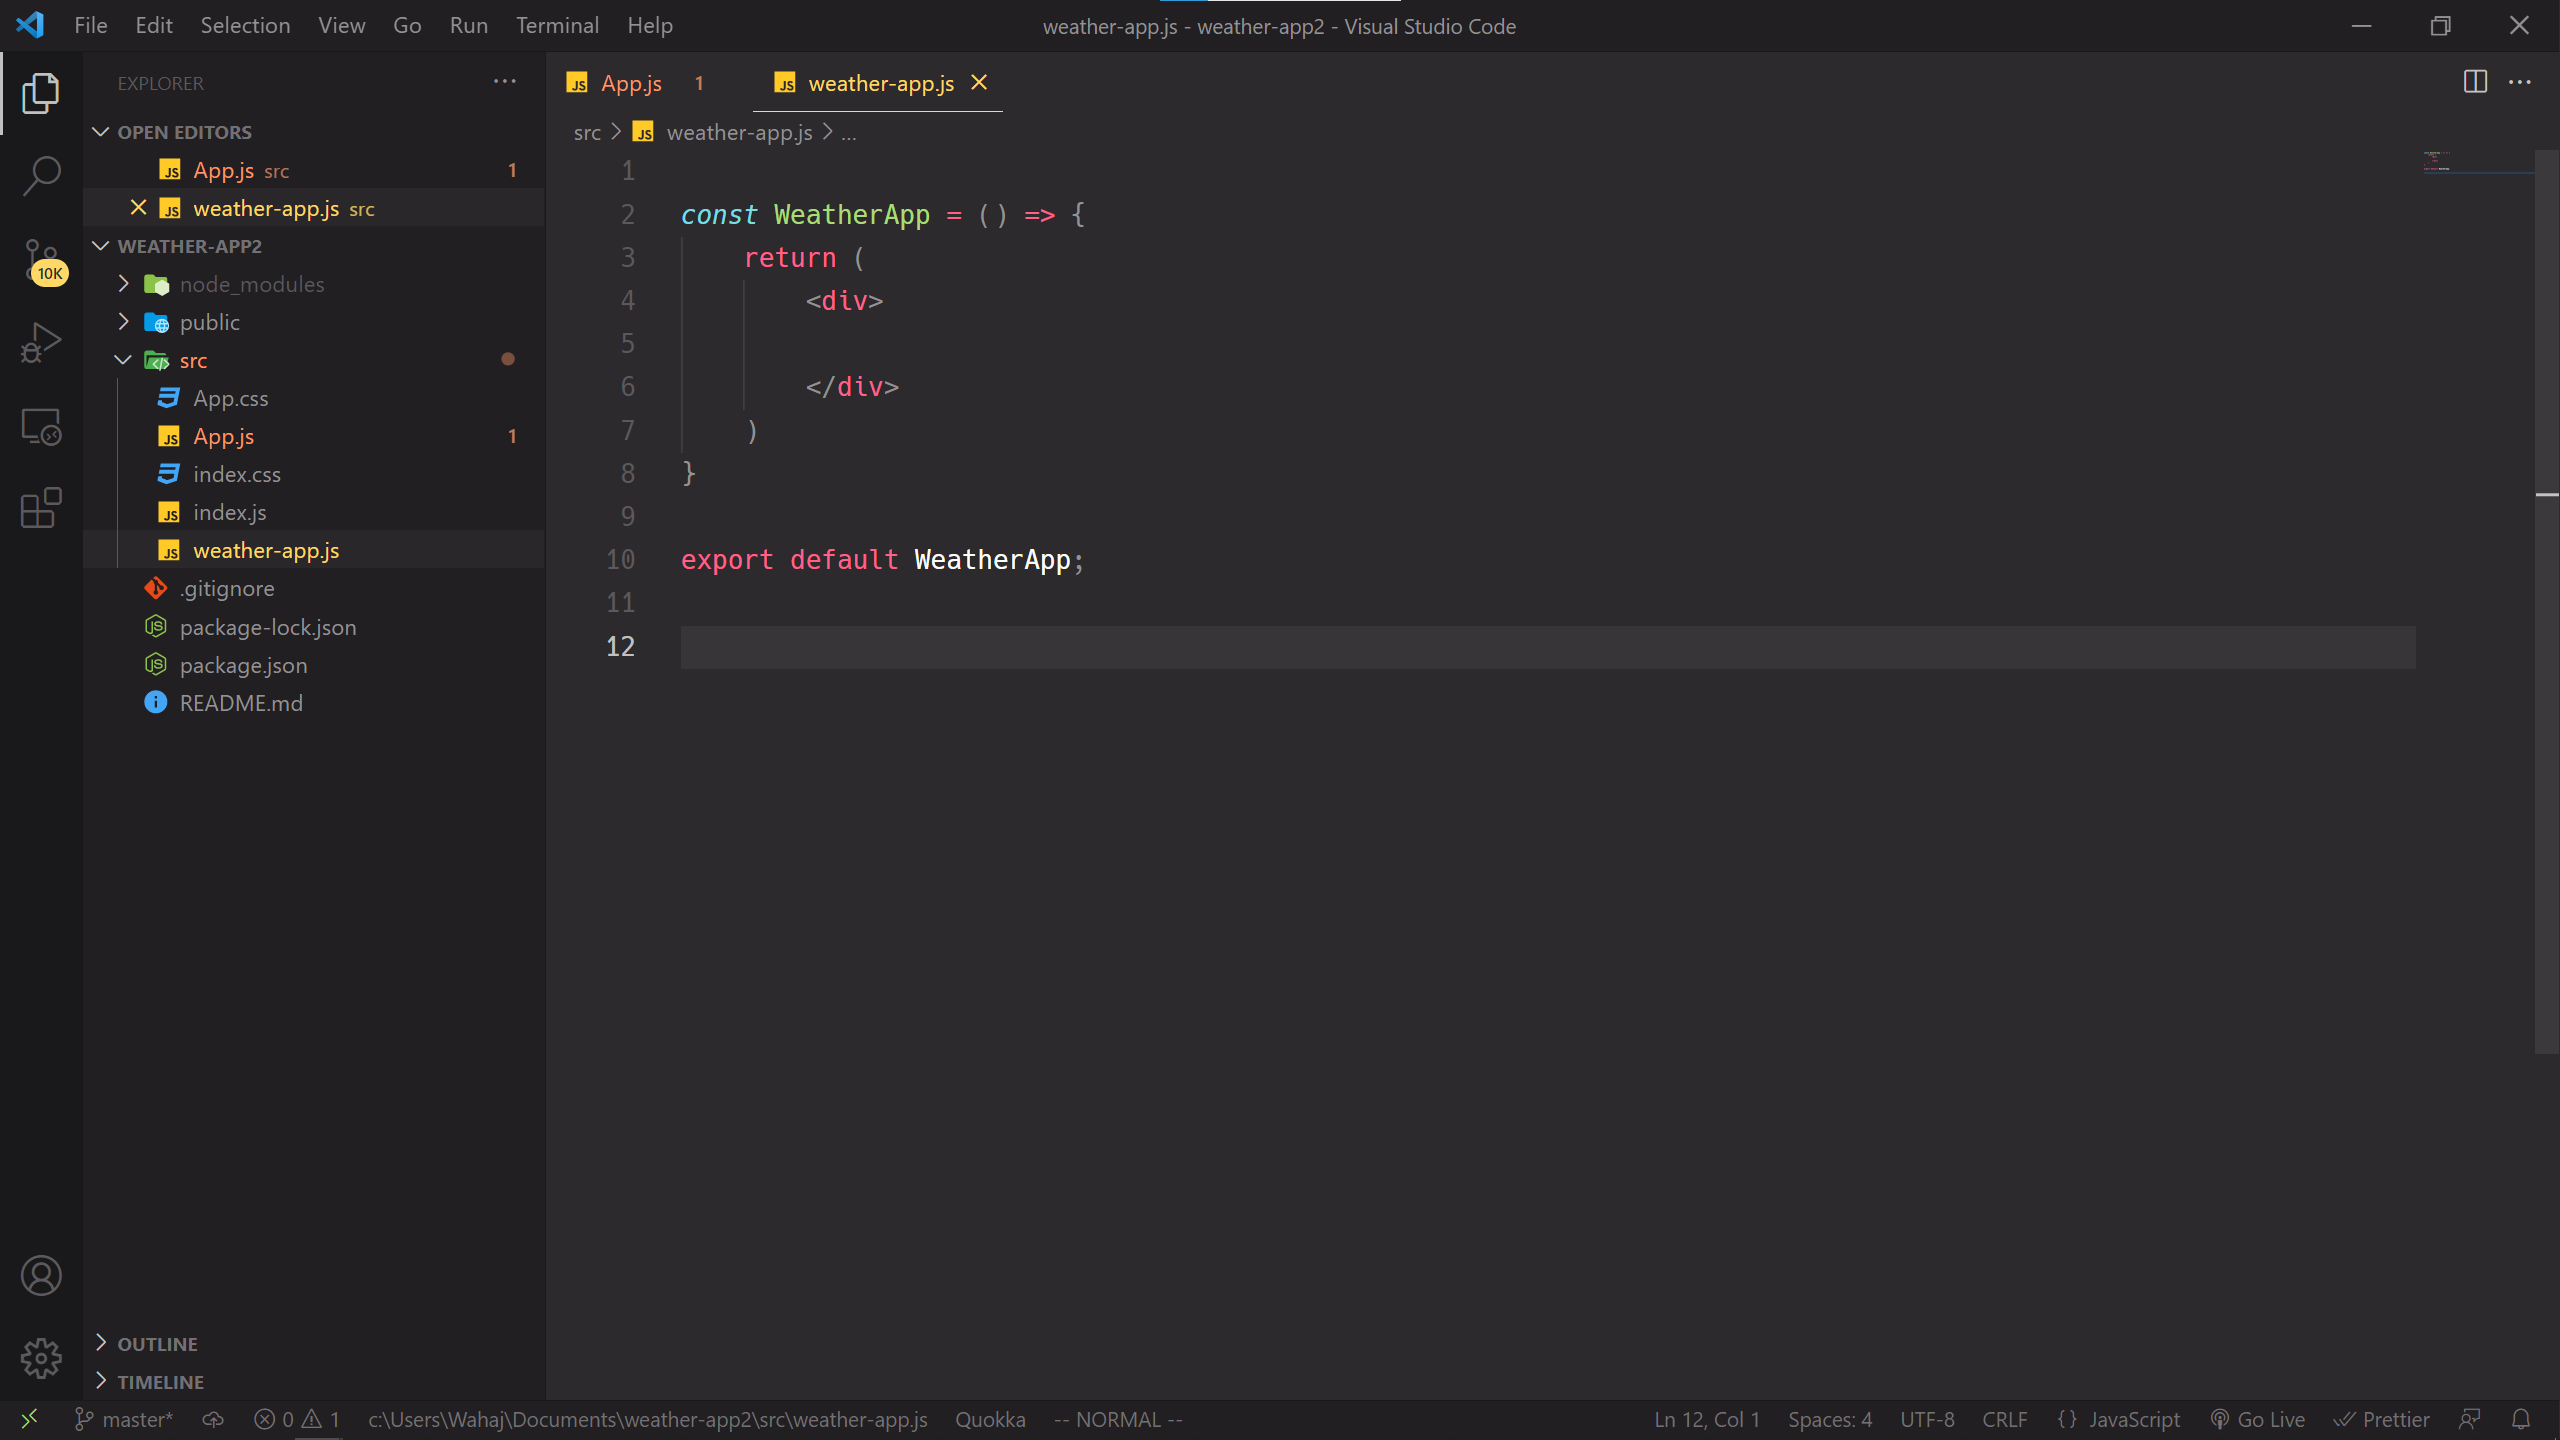 File Edit Selection View Go Run Terminal Help
weather-app.js - weather-app2 - Visual Studio Code
EXPLORER
OPEN EDITORS
App.js src 1
weather-app.js src
WEATHER-APP2
node_modules
public
src
App.css
App.js 1
index.css
index.js
weather-app.js
.gitignore
package-lock.json
package.json
README.md
OUTLINE
TIMELINE
10K
App.js 1
weather-app.js
src > weather-app.js > ...
1
2 const WeatherApp = () => {
3 return (
4 <div>
5
6 </div>
7 )
8 }
9
10 export default WeatherApp;
11
12
master* 0 1 c:\Users\Wahaj\Documents\weather-app2\src\weather-app.js Quokka -- NORMAL --
Ln 12, Col 1 Spaces: 4 UTF-8 CRLF {} JavaScript Go Live Prettier